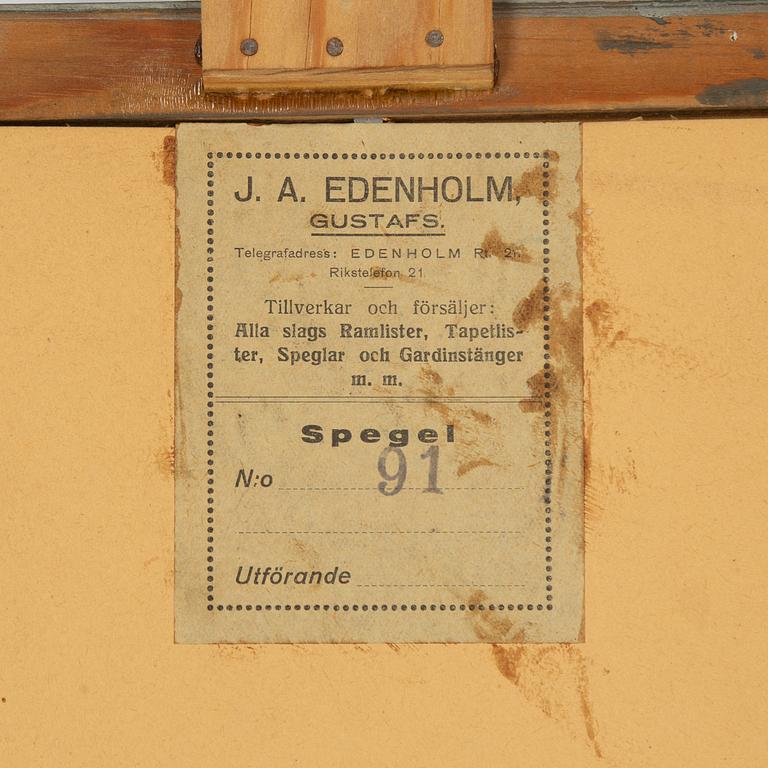 J. A. EDENHOLM,
GUSTAFS.
Telegrafadress: EDENHOLM
Rikstelefon 21
Tillverkar och försäljer:
Alla slags Ramlister, Tapetlis-
ter, Speglar och Gardinstänger
m. m.
Spegel
N:o 91
Utförande